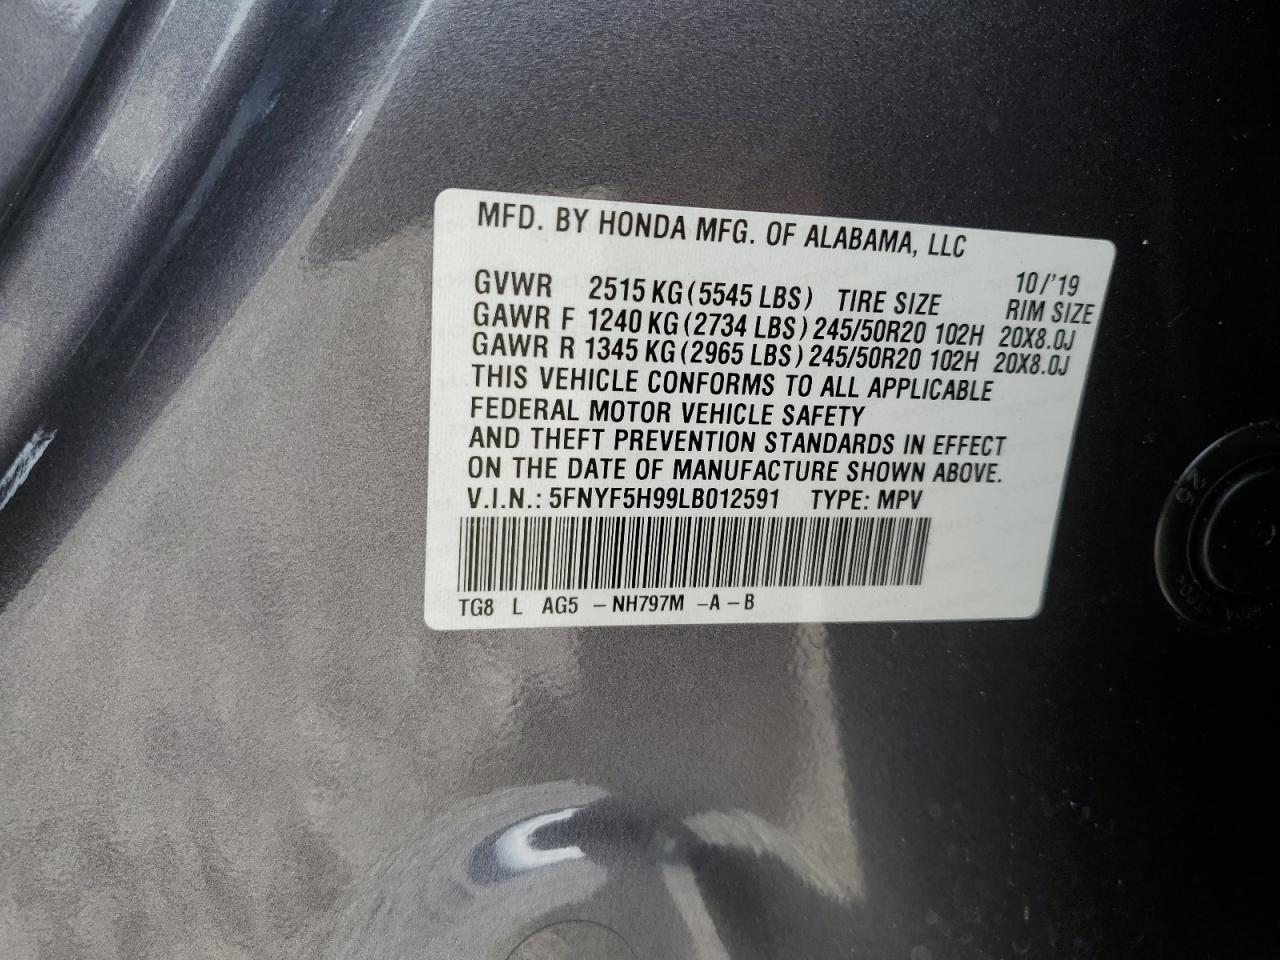 MFD. BY HONDA MFG. OF ALABAMA, LLC
10/'19
GVWR 2515 KG (5545 LBS) TIRE SIZE RIM SIZE
GAWR F 1240 KG (2734 LBS) 245/50R20 102H 20X8.0J
GAWR R 1345 KG (2965 LBS) 245/50R20 102H 20X8.0J
THIS VEHICLE CONFORMS TO ALL APPLICABLE
FEDERAL MOTOR VEHICLE SAFETY
AND THEFT PREVENTION STANDARDS IN EFFECT
ON THE DATE OF MANUFACTURE SHOWN ABOVE.
V.I.N.: 5FNYF5H99LB012591 TYPE: MPV
TG8 L AG5 -NH797M -A-B
25